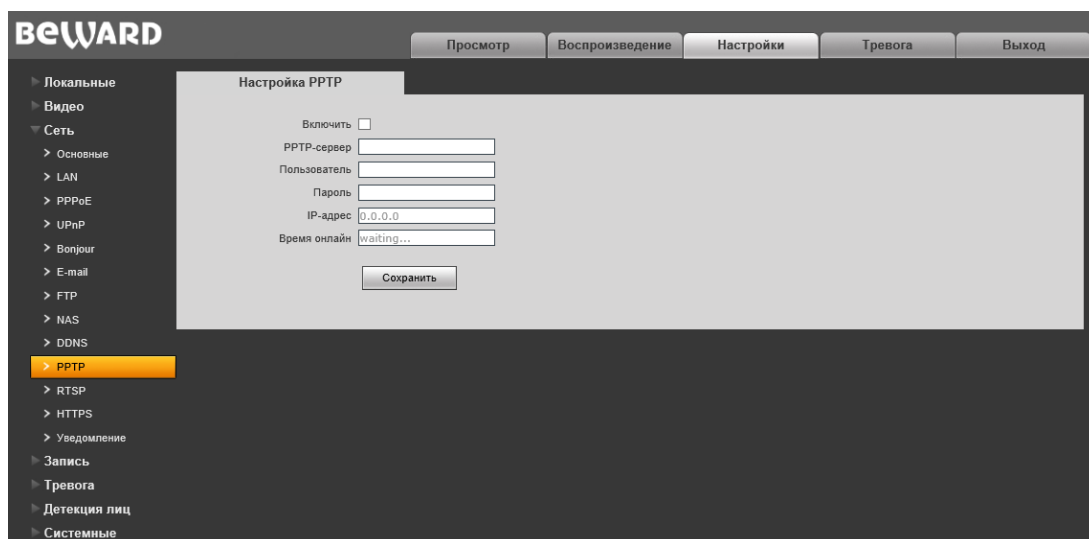 BEWARD
Просмотр
Воспроизведение
Настройки
Тревога
Выход
Локальные
Видео
Сеть
Основные
LAN
PPPoE
UPnP
Bonjour
E-mail
FTP
NAS
DDNS
PPTP
RTSP
HTTPS
Уведомление
Запись
Тревога
Детекция лиц
Системные
Настройка PPTP
Включить
PPTP-сервер
Пользователь
Пароль
IP-адрес 0.0.0.0
Время онлайн waiting...
Сохранить